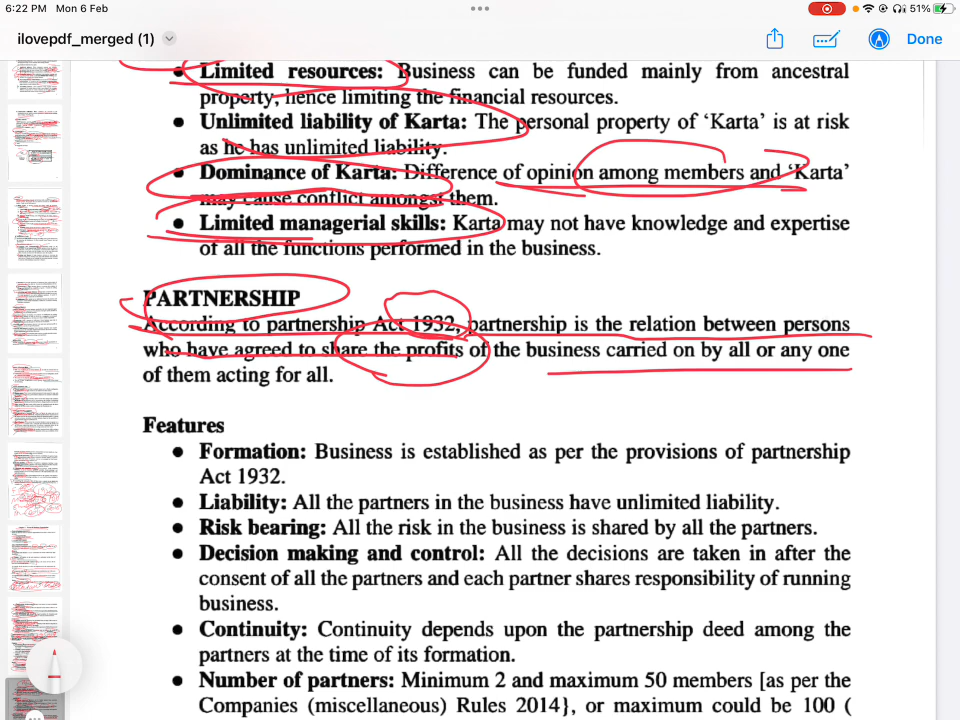 6:22 PM Mon 6 Feb
51%
ilovepdf_merged (1)
Done
Limited resources: Business can be funded mainly from ancestral
property, hence limiting the financial resources.
Unlimited liability of Karta: The personal property of ‘Karta’ is at risk
as he has unlimited liability.
Dominance of Karta: Difference of opinion among members and ‘Karta’
may cause conflict amongst them.
Limited managerial skills: Karta may not have knowledge and expertise
of all the functions performed in the business.
PARTNERSHIP
According to partnership Act 1932, partnership is the relation between persons
who have agreed to share the profits of the business carried on by all or any one
of them acting for all.
Features
Formation: Business is established as per the provisions of partnership
Act 1932.
Liability: All the partners in the business have unlimited liability.
Risk bearing: All the risk in the business is shared by all the partners.
Decision making and control: All the decisions are taken in after the
consent of all the partners and each partner shares responsibility of running
business.
Continuity: Continuity depends upon the partnership deed among the
partners at the time of its formation.
Number of partners: Minimum 2 and maximum 50 members [as per the
Companies (miscellaneous) Rules 2014}, or maximum could be 100 (